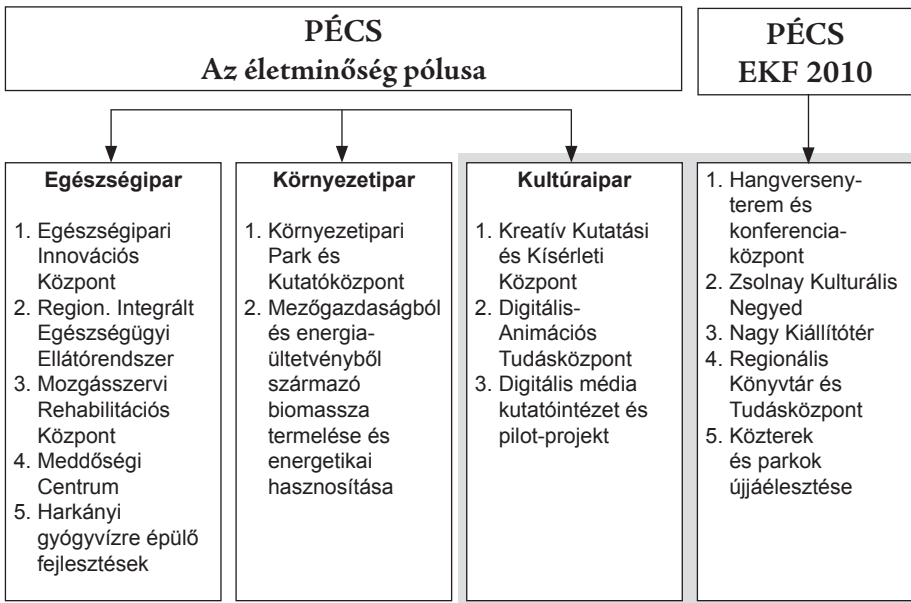 PÉCS
Az életminőség pólusa
PÉCS
EKF 2010
Egészségipar
1. Egészségipari
Innovációs
Központ
2. Region. Integrált
Egészségügyi
Ellátórendszer
3. Mozgásszervi
Rehabilitációs
Központ
4. Meddőségi
Centrum
5. Harkányi
gyógyvízre épülő
fejlesztések
Környezetipar
1. Környezetipari
Park és
Kutatóközpont
2. Mezőgazdaságból
és energia-
ültetvényből
származó
biomassza
termelése és
energetikai
hasznosítása
Kultúraipar
1. Kreatív Kutatási
és Kísérleti
Központ
2. Digitális-
Animációs
Tudásközpont
3. Digitális média
kutatóintézet és
pilot-projekt
1. Hangverseny-
terem és
konferencia-
központ
2. Zsolnay Kulturális
Negyed
3. Nagy Kiállítótér
4. Regionális
Könyvtár és
Tudásközpont
5. Közterek
és parkok
újjáélesztése